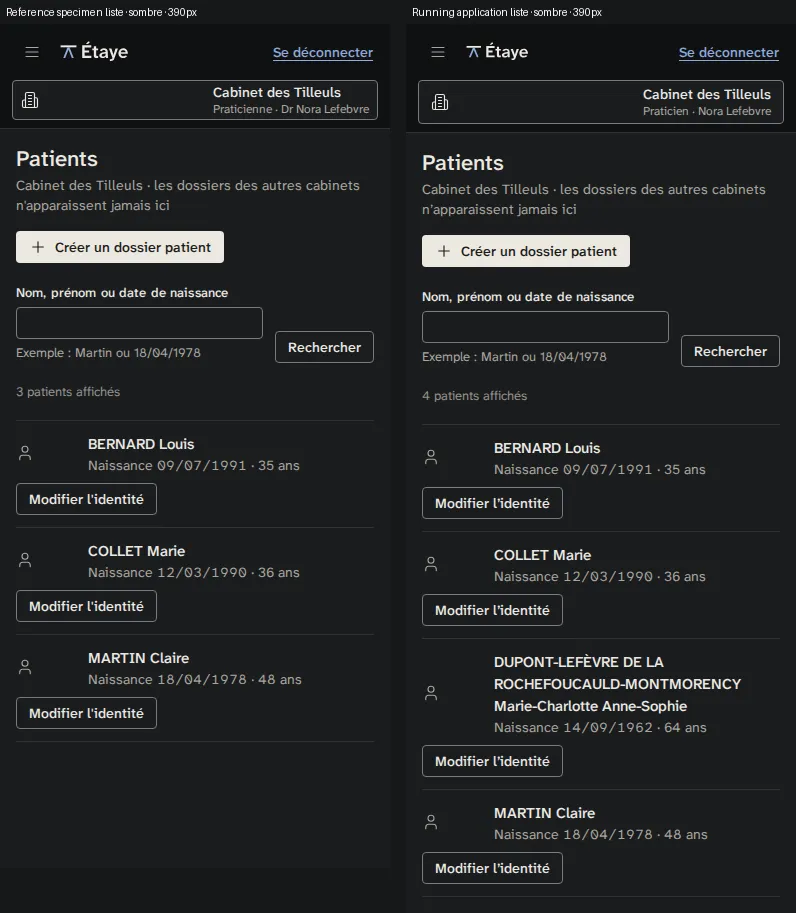 Reference specimen liste · sombre · 390px
Étaye
Se déconnecter
Cabinet des Tilleuls
Praticienne · Dr Nora Lefebvre
Patients
Cabinet des Tilleuls · les dossiers des autres cabinets
n'apparaissent jamais ici
Créer un dossier patient
Nom, prénom ou date de naissance
Exemple : Martin ou 18/04/1978
Rechercher
3 patients affichés
BERNARD Louis
Naissance 09/07/1991 · 35 ans
Modifier l'identité
COLLET Marie
Naissance 12/03/1990 · 36 ans
Modifier l'identité
MARTIN Claire
Naissance 18/04/1978 · 48 ans
Modifier l'identité
Running application liste · sombre · 390px
Étaye
Se déconnecter
Cabinet des Tilleuls
Praticien · Nora Lefebvre
Patients
Cabinet des Tilleuls · les dossiers des autres cabinets
n’apparaissent jamais ici
Créer un dossier patient
Nom, prénom ou date de naissance
Exemple : Martin ou 18/04/1978
Rechercher
4 patients affichés
BERNARD Louis
Naissance 09/07/1991 · 35 ans
Modifier l’identité
COLLET Marie
Naissance 12/03/1990 · 36 ans
Modifier l’identité
DUPONT-LEFÈVRE DE LA
ROCHEFOUCAULD-MONTMORENCY
Marie-Charlotte Anne-Sophie
Naissance 14/09/1962 · 64 ans
Modifier l’identité
MARTIN Claire
Naissance 18/04/1978 · 48 ans
Modifier l’identité